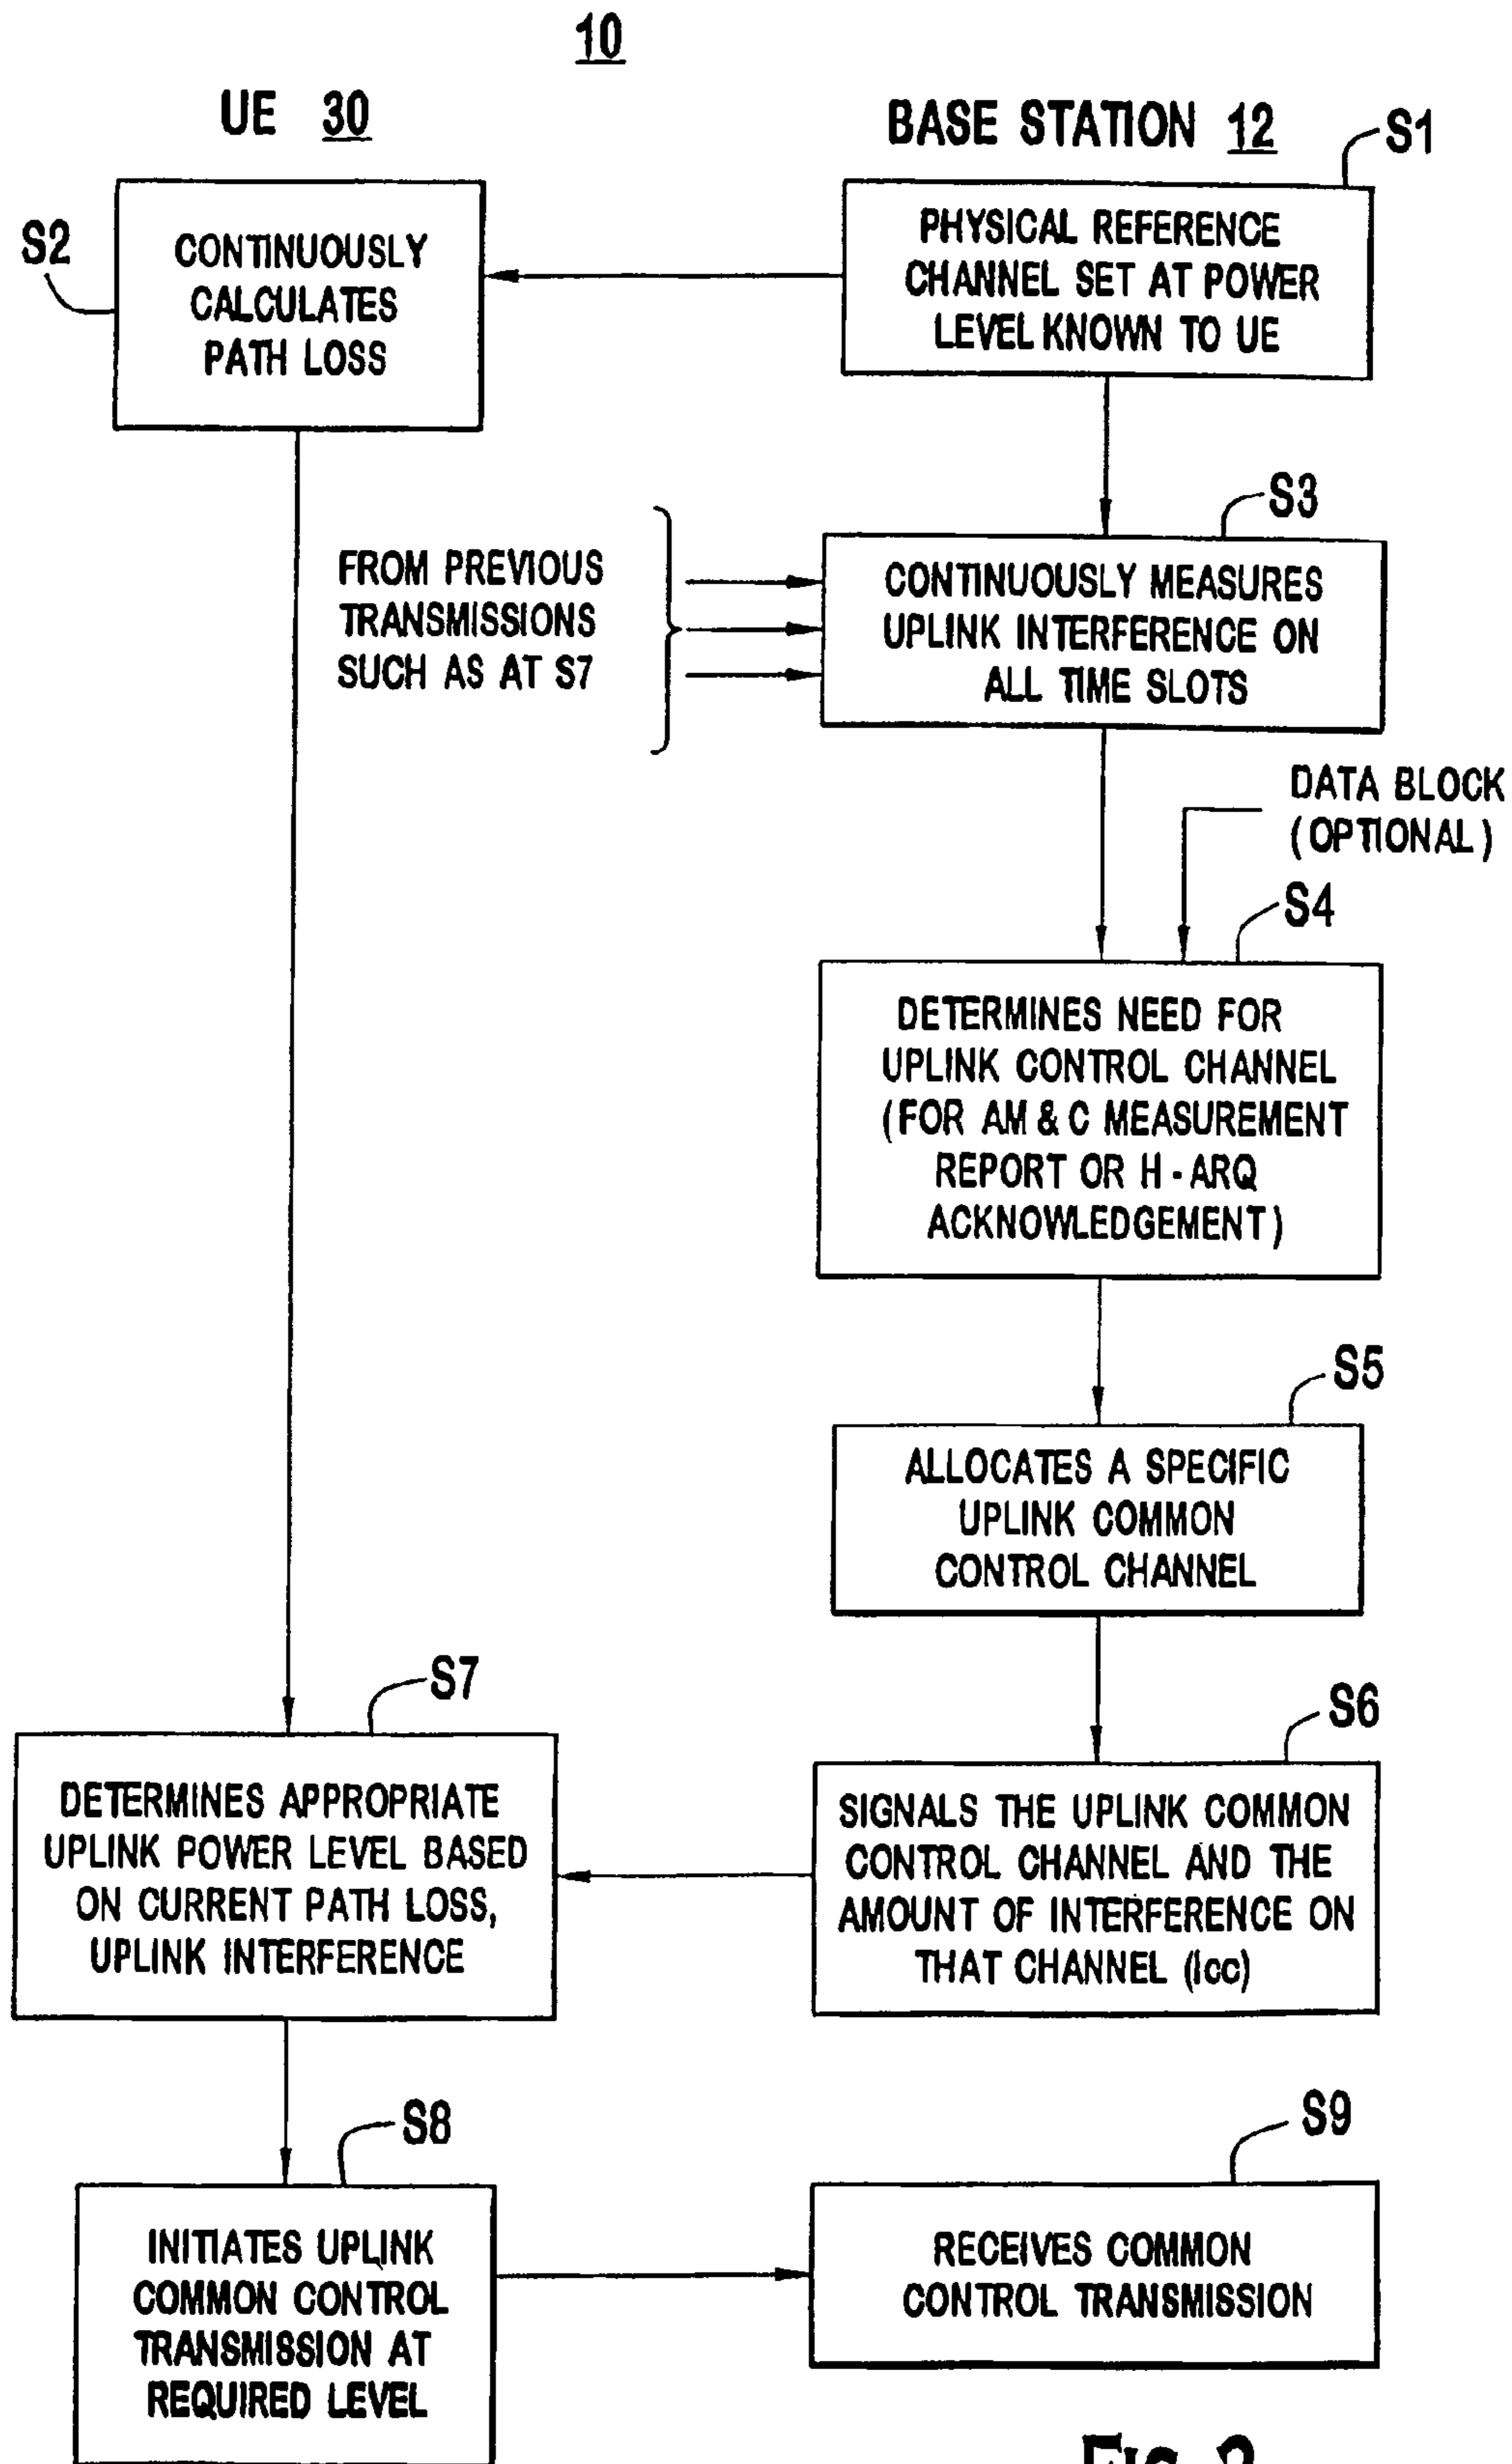 10
UE 30
BASE STATION 12
S1
PHYSICAL REFERENCE
CHANNEL SET AT POWER
LEVEL KNOWN TO UE
S2
CONTINUOUSLY
CALCULATES
PATH LOSS
S3
FROM PREVIOUS
TRANSMISSIONS
SUCH AS AT S7
CONTINUOUSLY MEASURES
UPLINK INTERFERENCE ON
ALL TIME SLOTS
DATA BLOCK
(OPTIONAL)
S4
DETERMINES NEED FOR
UPLINK CONTROL CHANNEL
(FOR AM & C MEASUREMENT
REPORT OR H-ARQ
ACKNOWLEDGEMENT)
S5
ALLOCATES A SPECIFIC
UPLINK COMMON
CONTROL CHANNEL
S7
DETERMINES APPROPRIATE
UPLINK POWER LEVEL BASED
ON CURRENT PATH LOSS,
UPLINK INTERFERENCE
S6
SIGNALS THE UPLINK COMMON
CONTROL CHANNEL AND THE
AMOUNT OF INTERFERENCE ON
THAT CHANNEL (Icc)
S8
INITIATES UPLINK
COMMON CONTROL
TRANSMISSION AT
REQUIRED LEVEL
S9
RECEIVES COMMON
CONTROL TRANSMISSION